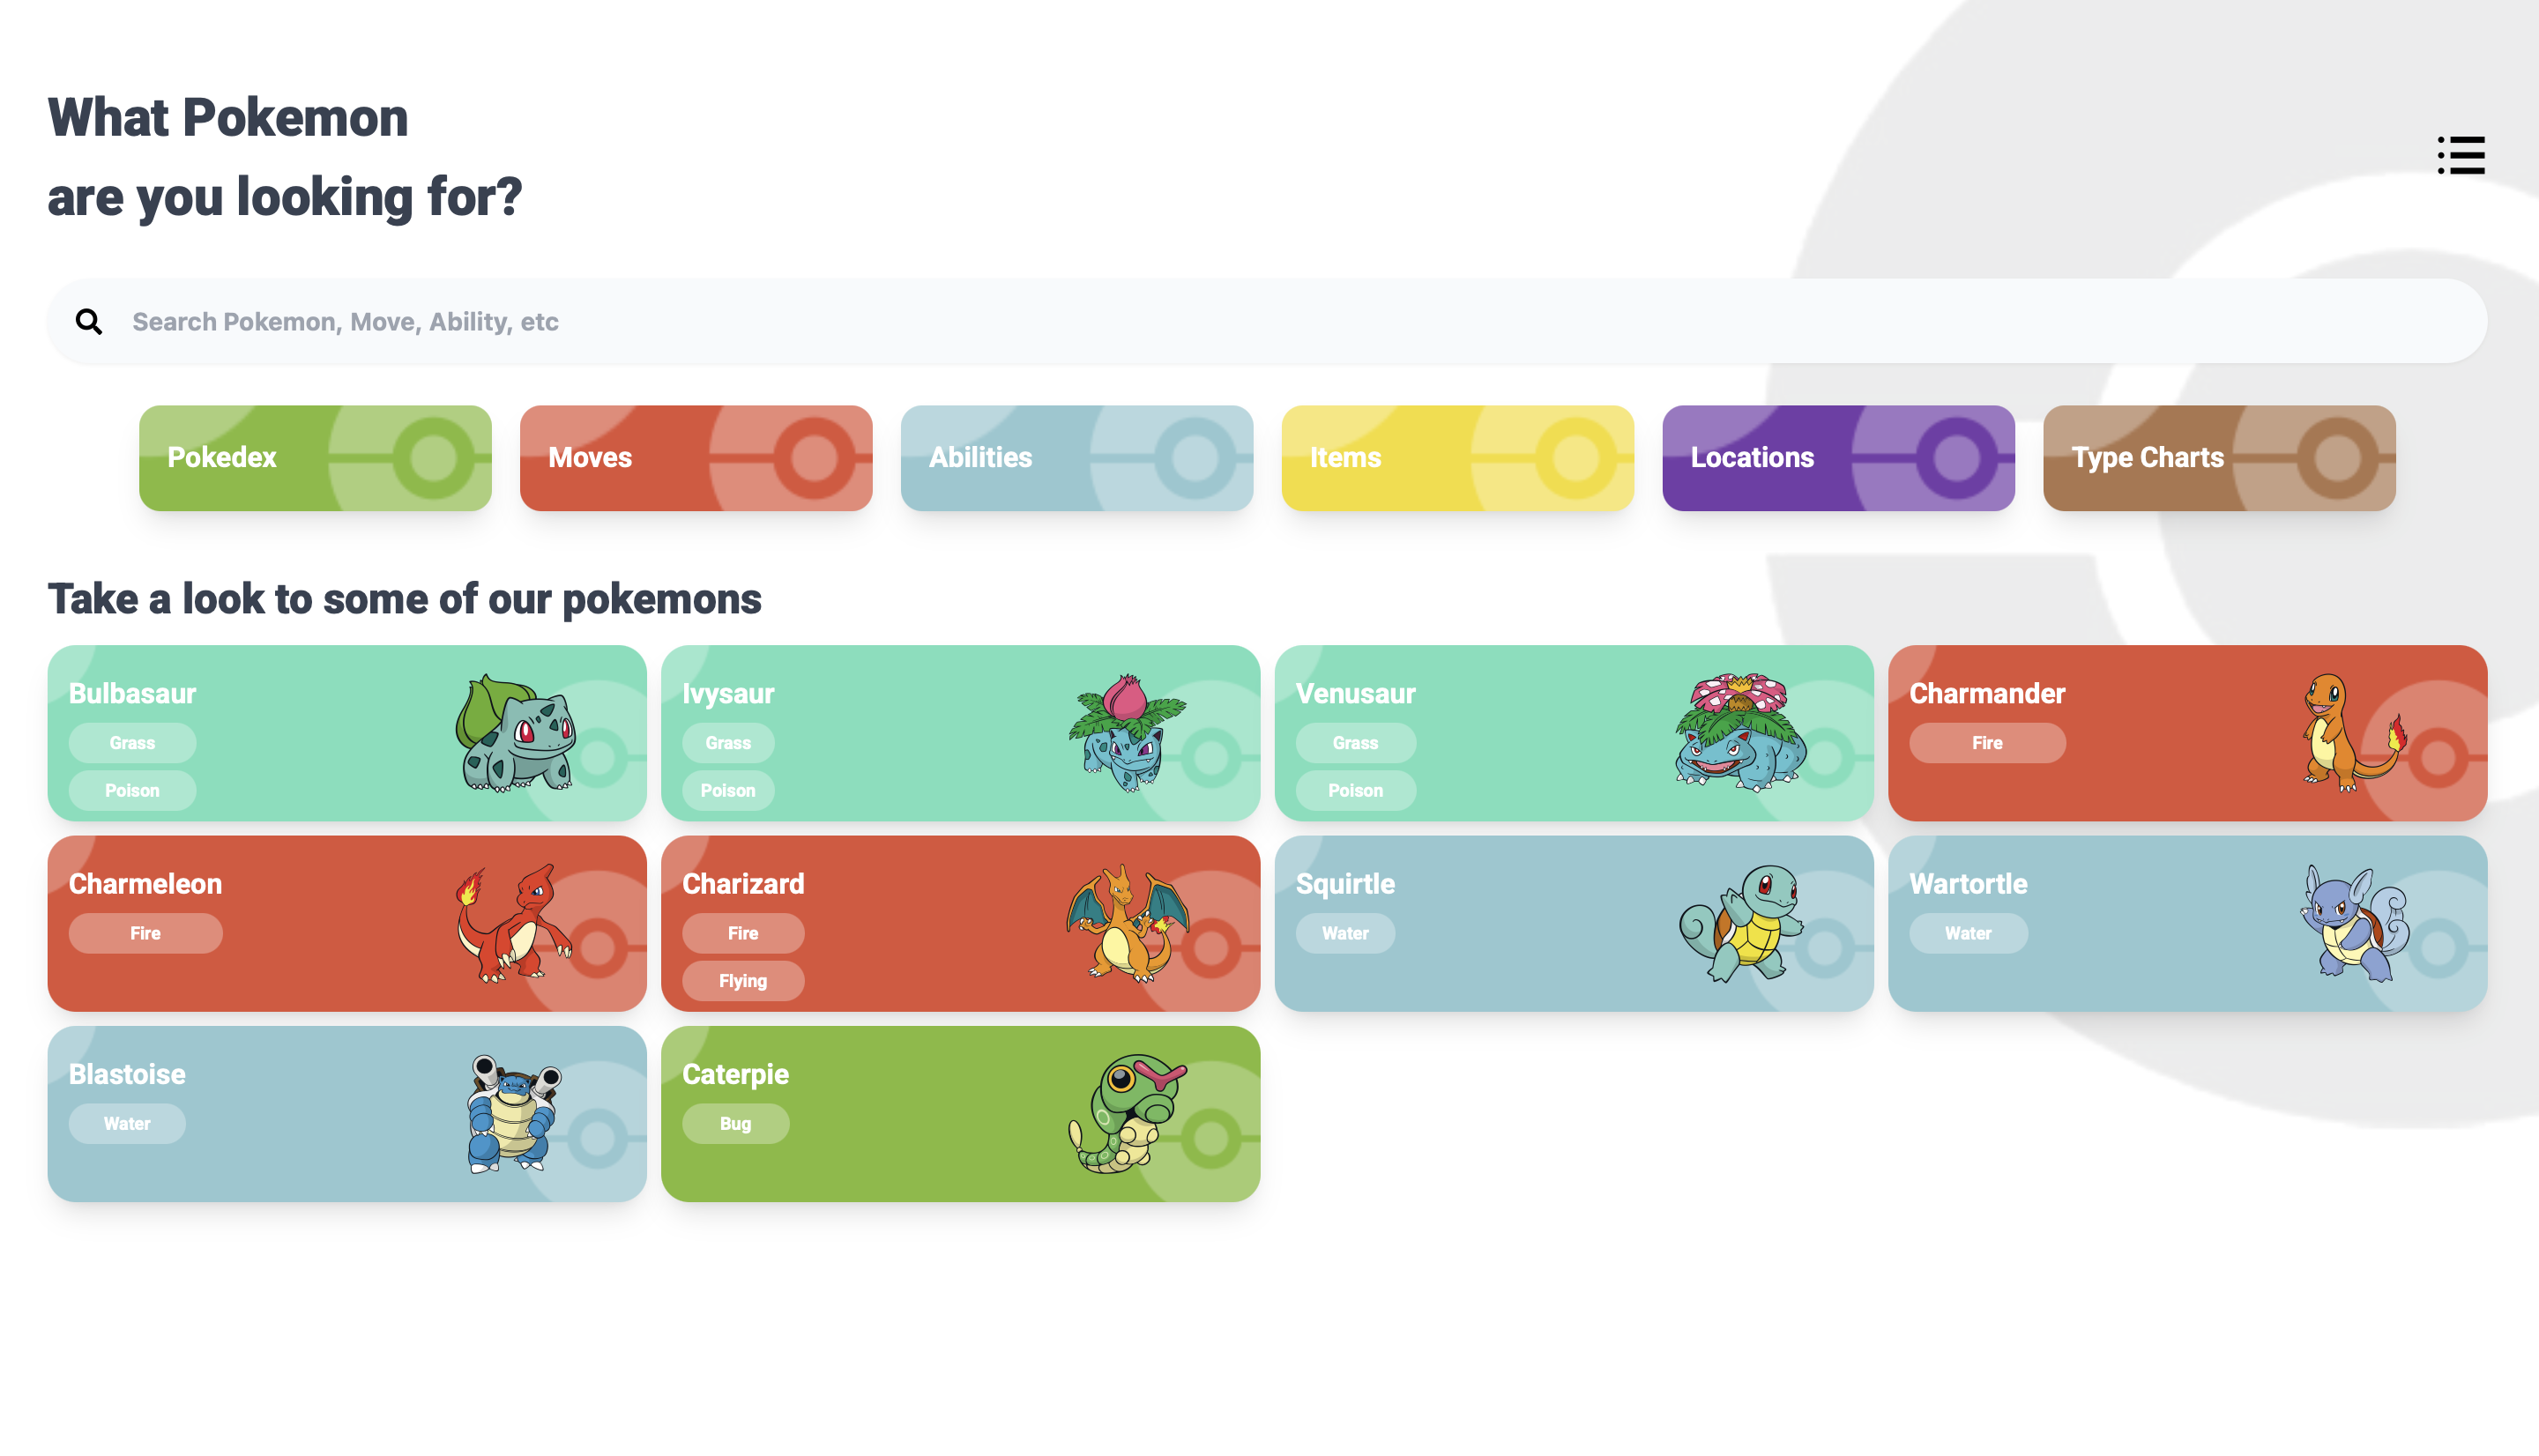 What Pokemon
are you looking for?
Search Pokemon, Move, Ability, etc
Pokedex
Moves
Abilities
Items
Locations
Type Charts
Take a look to some of our pokemons
Bulbasaur
Grass
Poison
Ivysaur
Grass
Poison
Venusaur
Grass
Poison
Charmander
Fire
Charmeleon
Fire
Charizard
Fire
Flying
Squirtle
Water
Wartortle
Water
Blastoise
Water
Caterpie
Bug